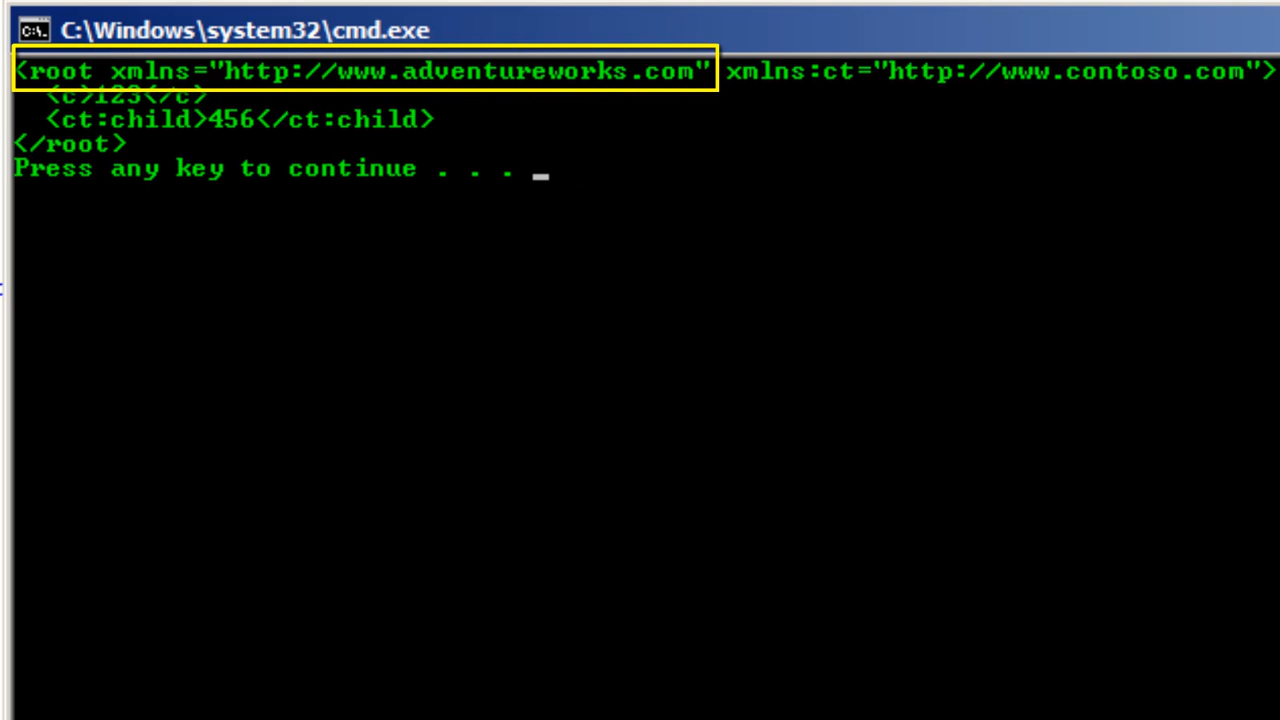 C:\Windows\system32\cmd.exe
<root xmlns="http://www.adventureworks.com" xmlns:ct="http://www.contoso.com">
  <c>123</c>
  <ct:child>456</ct:child>
</root>
Press any key to continue . . . _